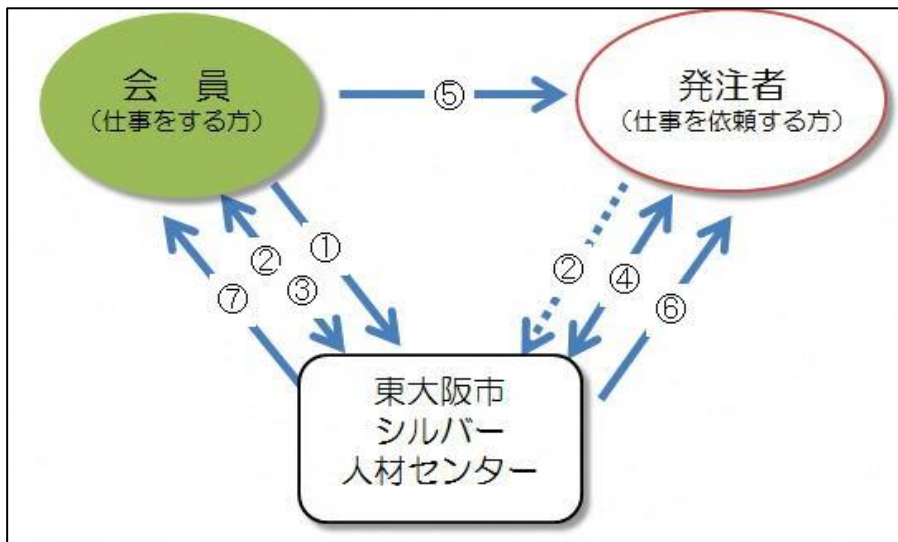 会 員
(仕事をする方)
発注者
(仕事を依頼する方)
⑤
①
②
③
⑦
②
④
⑥
東大阪市
シルバー
人材センター